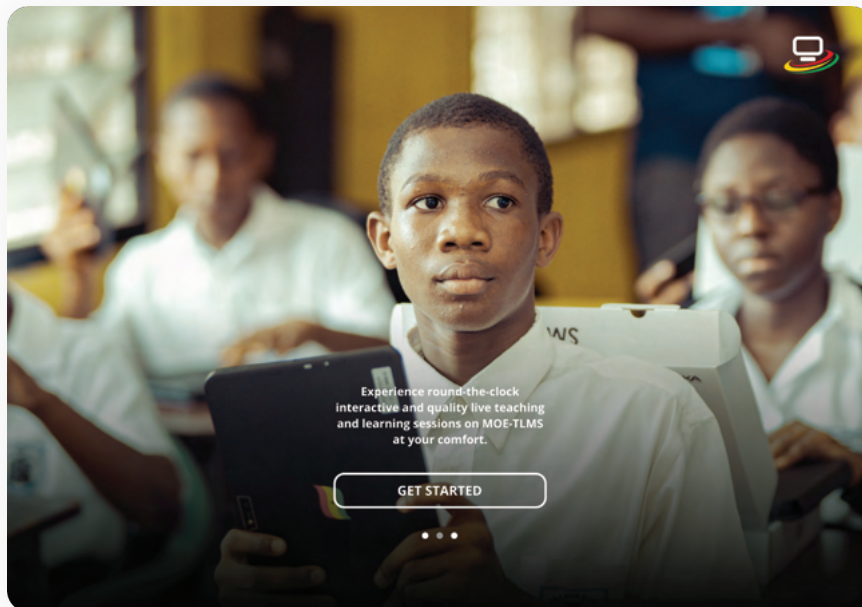 WS
Experience round-the-clock
interactive and quality live teaching
and learning sessions on MOE-TLMS
at your comfort.
GET STARTED